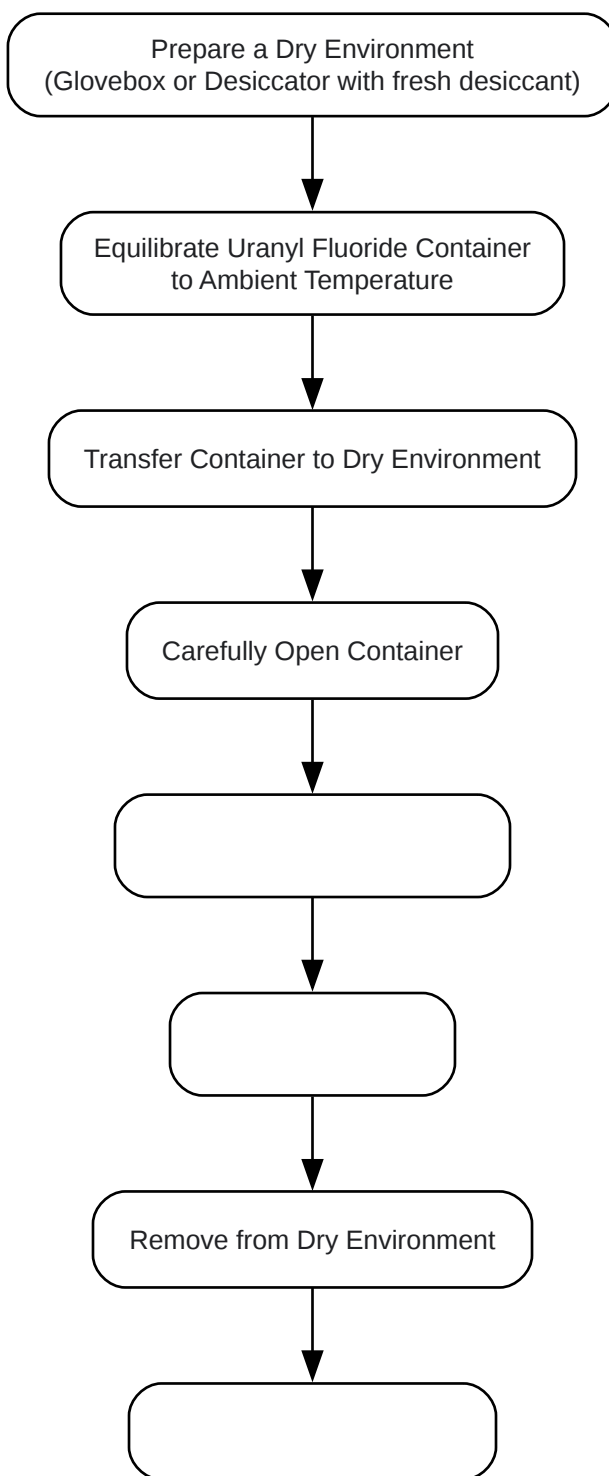 Prepare a Dry Environment
(Glovebox or Desiccator with fresh desiccant)
Equilibrate Uranyl Fluoride Container
to Ambient Temperature
Transfer Container to Dry Environment
Carefully Open Container
Remove from Dry Environment